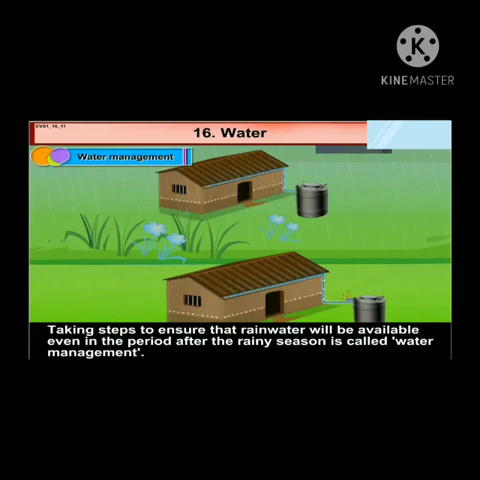 K
KINEMASTER
EVS1_16_11
16. Water
Water management
Taking steps to ensure that rainwater will be available
even in the period after the rainy season is called 'water
management'.